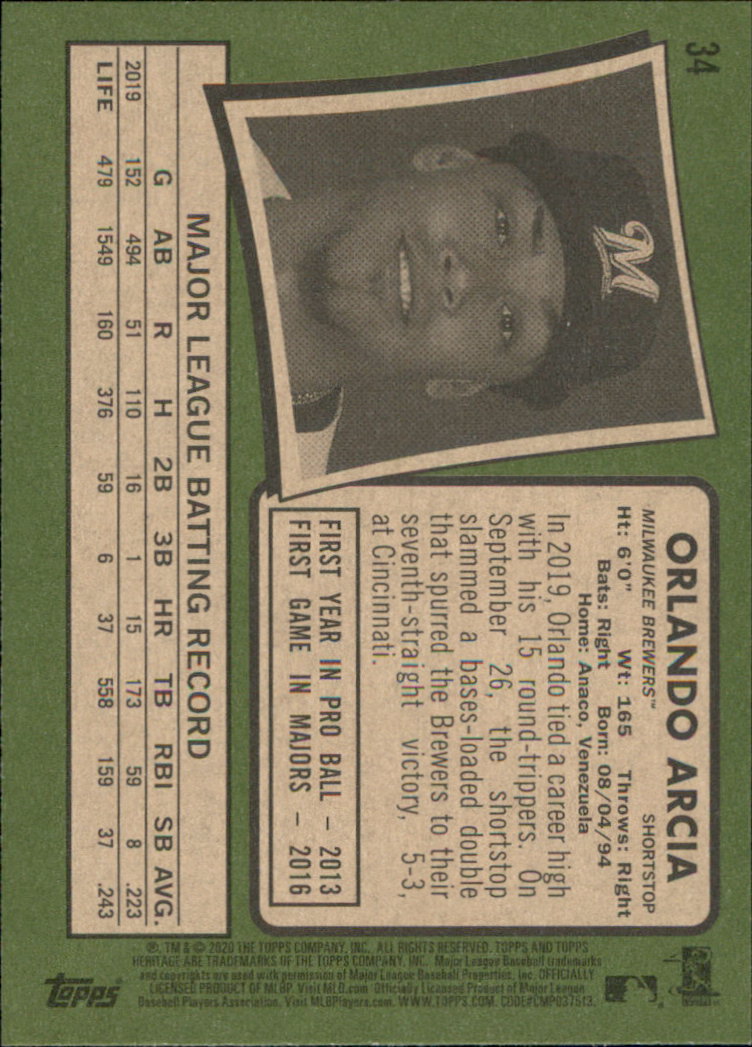 34
M
ORLANDO ARCIA
MILWAUKEE BREWERS™ SHORTSTOP
Ht: 6'0" Wt: 165 Throws: Right
Bats: Right Born: 08/04/94
Home: Anaco, Venezuela
In 2019, Orlando tied a career high
with his 15 round-trippers. On
September 26, the shortstop
slammed a bases-loaded double
that spurred the Brewers to their
seventh-straight victory, 5-3,
at Cincinnati.
FIRST YEAR IN PRO BALL – 2013
FIRST GAME IN MAJORS – 2016
MAJOR LEAGUE BATTING RECORD
G AB R H 2B 3B HR TB RBI SB AVG.
2019 152 494 51 110 16 1 15 173 59 8 .223
LIFE 479 1549 160 376 59 6 37 558 159 37 .243
®, TM & © 2020 THE TOPPS COMPANY, INC. ALL RIGHTS RESERVED. TOPPS AND TOPPS
HERITAGE ARE TRADEMARKS OF THE TOPPS COMPANY, INC. Major League Baseball trademarks
and copyrights are used with permission of Major League Baseball Properties, Inc. OFFICIALLY
LICENSED PRODUCT OF MLBP. Visit MLB.com Officially Licensed Product of Major League
Baseball Players Association. Visit MLBPlayers.com. WWW.TOPPS.COM. CODE#CMP037513.
topps